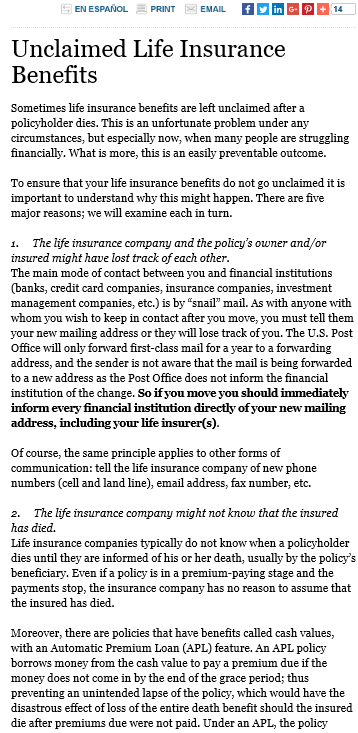 EN ESPAÑOL PRINT EMAIL 14
Unclaimed Life Insurance
Benefits
Sometimes life insurance benefits are left unclaimed after a
policyholder dies. This is an unfortunate problem under any
circumstances, but especially now, when many people are struggling
financially. What is more, this is an easily preventable outcome.
To ensure that your life insurance benefits do not go unclaimed it is
important to understand why this might happen. There are five
major reasons; we will examine each in turn.
1. The life insurance company and the policy's owner and/or
insured might have lost track of each other.
The main mode of contact between you and financial institutions
(banks, credit card companies, insurance companies, investment
management companies, etc.) is by "snail" mail. As with anyone with
whom you wish to keep in contact after you move, you must tell them
your new mailing address or they will lose track of you. The U.S. Post
Office will only forward first-class mail for a year to a forwarding
address, and the sender is not aware that the mail is being forwarded
to a new address as the Post Office does not inform the financial
institution of the change. So if you move you should immediately
inform every financial institution directly of your new mailing
address, including your life insurer(s).
Of course, the same principle applies to other forms of
communication: tell the life insurance company of new phone
numbers (cell and land line), email address, fax number, etc.
2. The life insurance company might not know that the insured
has died.
Life insurance companies typically do not know when a policyholder
dies until they are informed of his or her death, usually by the policy's
beneficiary. Even if a policy is in a premium-paying stage and the
payments stop, the insurance company has no reason to assume that
the insured has died.
Moreover, there are policies that have benefits called cash values,
with an Automatic Premium Loan (APL) feature. An APL policy
borrows money from the cash value to pay a premium due if the
money does not come in by the end of the grace period; thus
preventing an unintended lapse of the policy, which would have the
disastrous effect of loss of the entire death benefit should the insured
die after premiums due were not paid. Under an APL, the policy